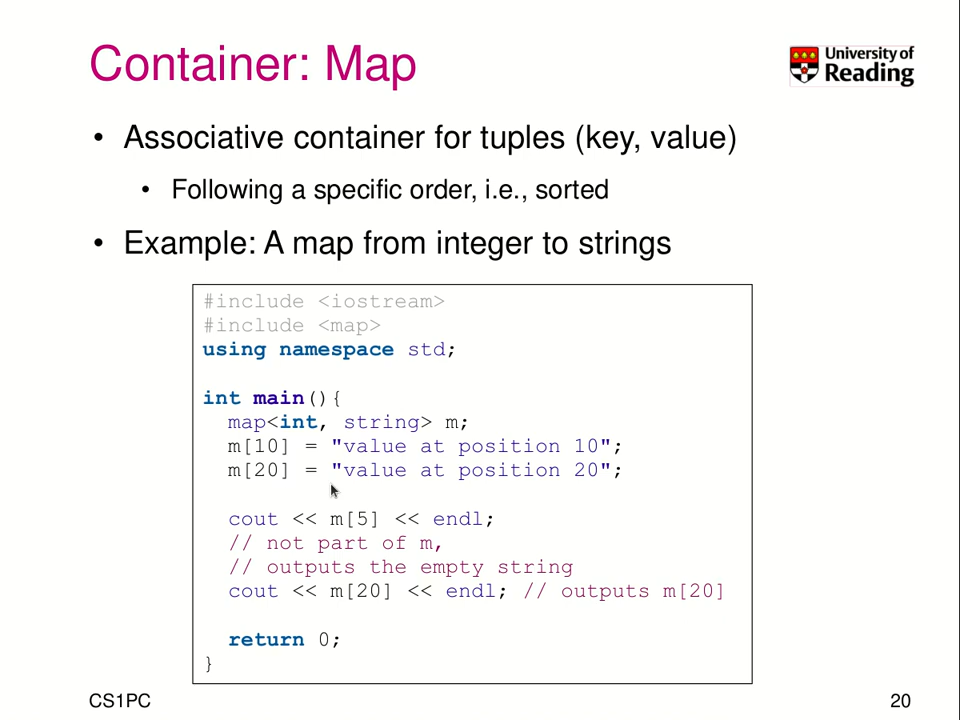 Container: Map
University of
Reading
• Associative container for tuples (key, value)
• Following a specific order, i.e., sorted
• Example: A map from integer to strings
#include <iostream>
#include <map>
using namespace std;
int main(){
map<int, string> m;
m[10] = "value at position 10";
m[20] = "value at position 20";
cout << m[5] << endl;
// not part of m,
// outputs the empty string
cout << m[20] << endl; // outputs m[20]
return 0;
}
CS1PC
20